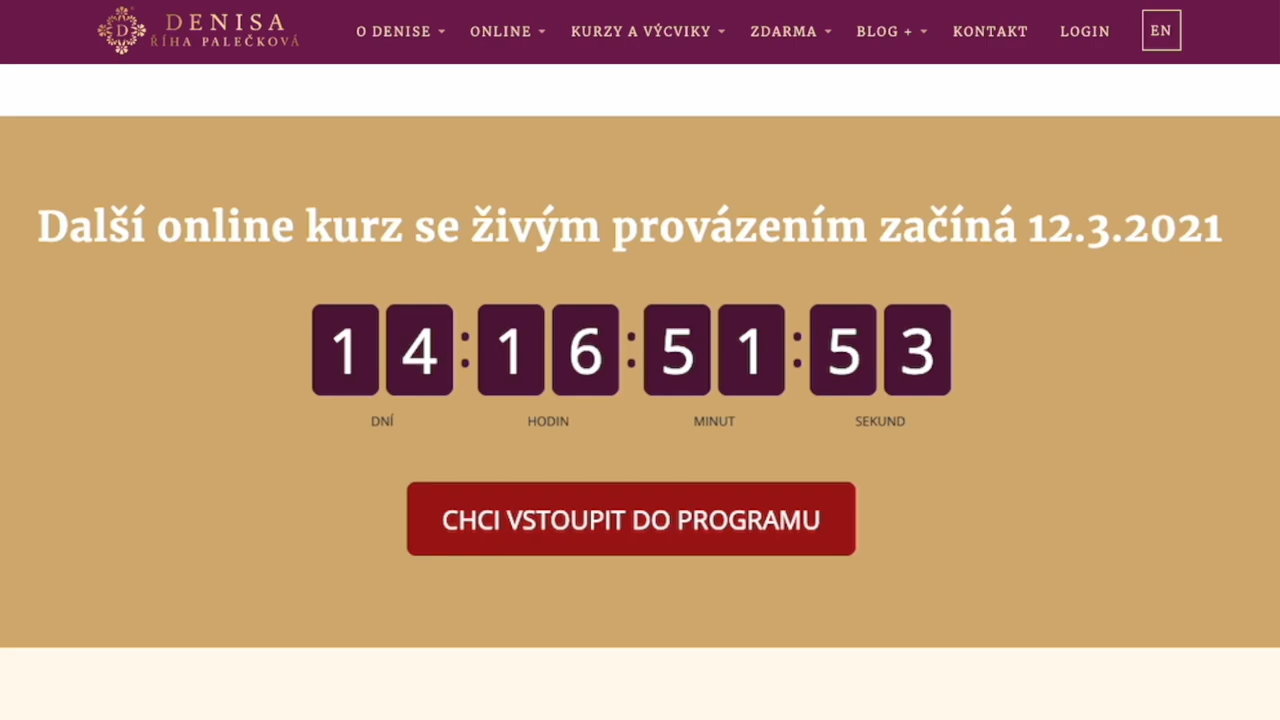 DENISA
ŘÍHA PALEČKOVÁ
D
O DENISE
ONLINE
KURZY A VÝCVIKY
ZDARMA
BLOG +
KONTAKT
LOGIN
EN
Další online kurz se živým provázením začíná 12.3.2021
14:16:51:53
DNÍ HODIN MINUT SEKUND
CHCI VSTOUPIT DO PROGRAMU